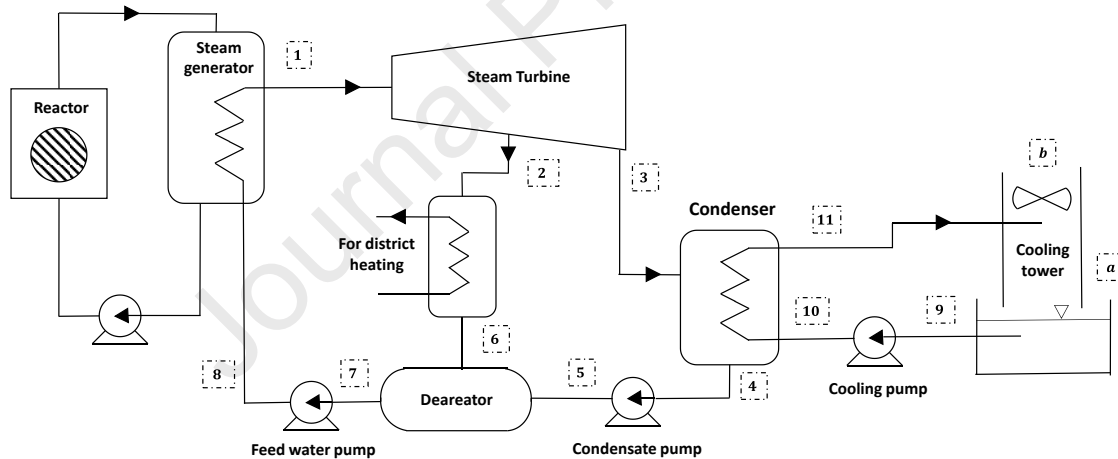 Journal P
Steam
generator
1
Steam Turbine
Reactor
2
3
b
Condenser
11
For district
heating
Cooling
tower
a
10
9
6
8
7
5
4
Deareator
Cooling pump
Feed water pump
Condensate pump